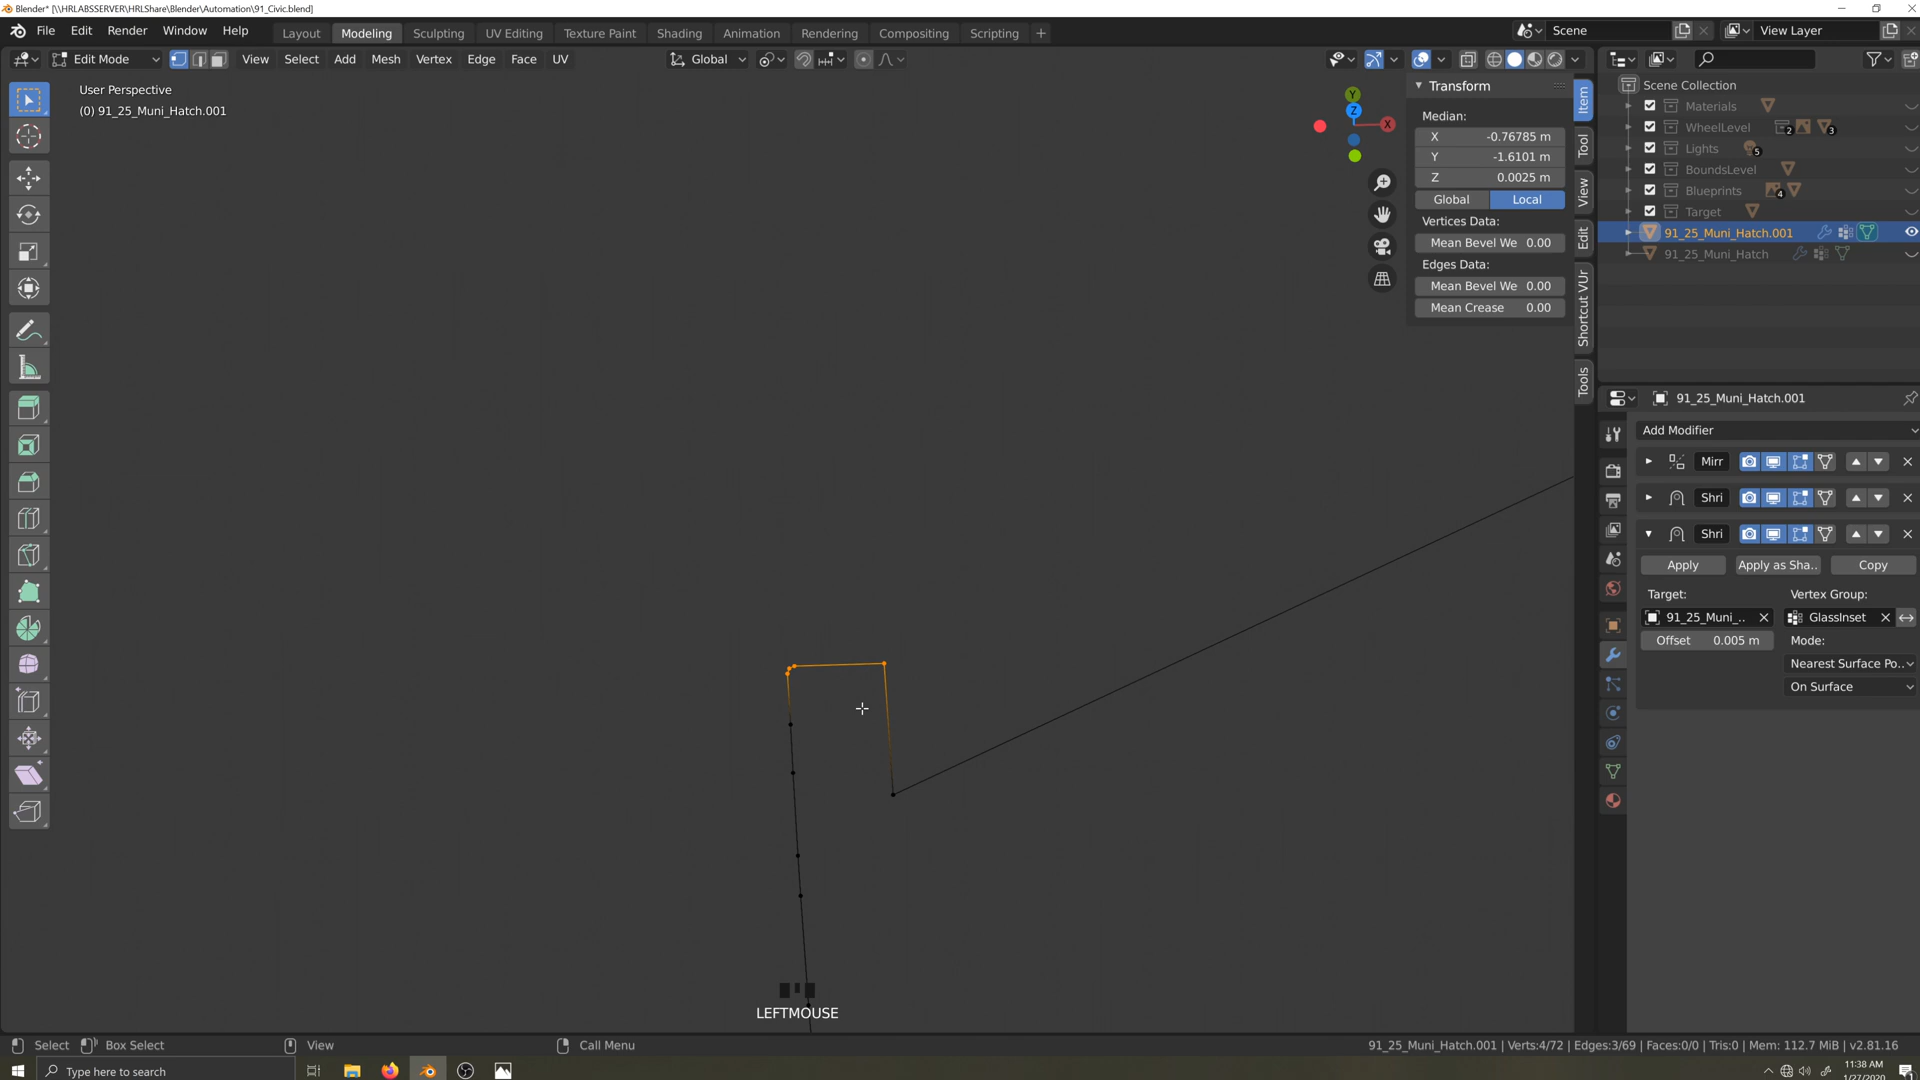 Blender* [\\HRLABSSERVER\HRLShare\Blender\Automation\91_Civic.blend]
File Edit Render Window Help Layout Modeling Sculpting UV Editing Texture Paint Shading Animation Rendering Compositing Scripting + Scene View Layer
Edit Mode View Select Add Mesh Vertex Edge Face UV Global
User Perspective
(0) 91_25_Muni_Hatch.001
Y
Z
X
Transform
Median:
X -0.76785 m
Y -1.6101 m
Z 0.0025 m
Global Local
Vertices Data:
Mean Bevel We 0.00
Edges Data:
Mean Bevel We 0.00
Mean Crease 0.00
Item
Tool
View
Edit
Shortcut VUr
Tools
Scene Collection
Materials
WheelLevel 2 3
Lights 5
BoundsLevel
Blueprints 4
Target
91_25_Muni_Hatch.001
91_25_Muni_Hatch
91_25_Muni_Hatch.001
Add Modifier
Mirr
Shri
Shri
Apply Apply as Sha.. Copy
Target: Vertex Group:
91_25_Muni_.. GlassInset
Offset 0.005 m Mode:
Nearest Surface Po..
On Surface
LEFTMOUSE
Select Box Select View Call Menu 91_25_Muni_Hatch.001 | Verts:4/72 | Edges:3/69 | Faces:0/0 | Tris:0 | Mem: 112.7 MiB | v2.81.16
Type here to search
11:38 AM
1/27/2020